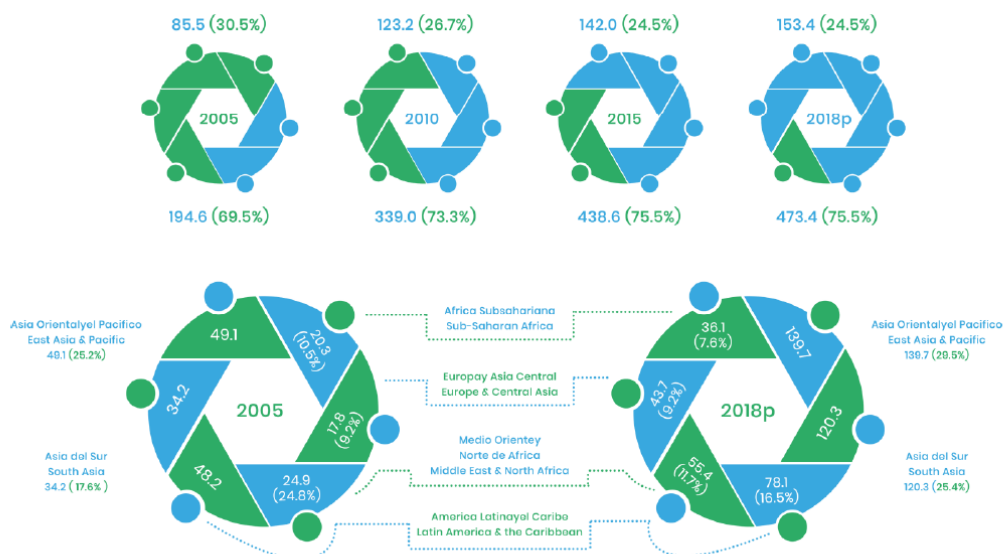 85.5 (30.5%)
123.2 (26.7%)
142.0 (24.5%)
153.4 (24.5%)
2005
2010
2015
2018p
194.6 (69.5%)
339.0 (73.3%)
438.6 (75.5%)
473.4 (75.5%)
Asia Orientalyel Pacifico
East Asia & Pacific
49.1 (25.2%)
Asia del Sur
South Asia
34.2 (17.6%)
49.1
20.3
(10.5%)
34.2
2005
17.8
(9.2%)
48.2
24.9
(24.8%)
Africa Subsahariana
Sub-Saharan Africa
Europay Asia Central
Europe & Central Asia
Medio Orientey
Norte de Africa
Middle East & North Africa
America Latinayel Caribe
Latin America & the Caribbean
36.1
(7.6%)
139.7
43.7
(9.2%)
2018p
120.3
55.4
(11.7%)
78.1
(16.5%)
Asia Orientalyel Pacifico
East Asia & Pacific
139.7 (29.5%)
Asia del Sur
South Asia
120.3 (25.4%)